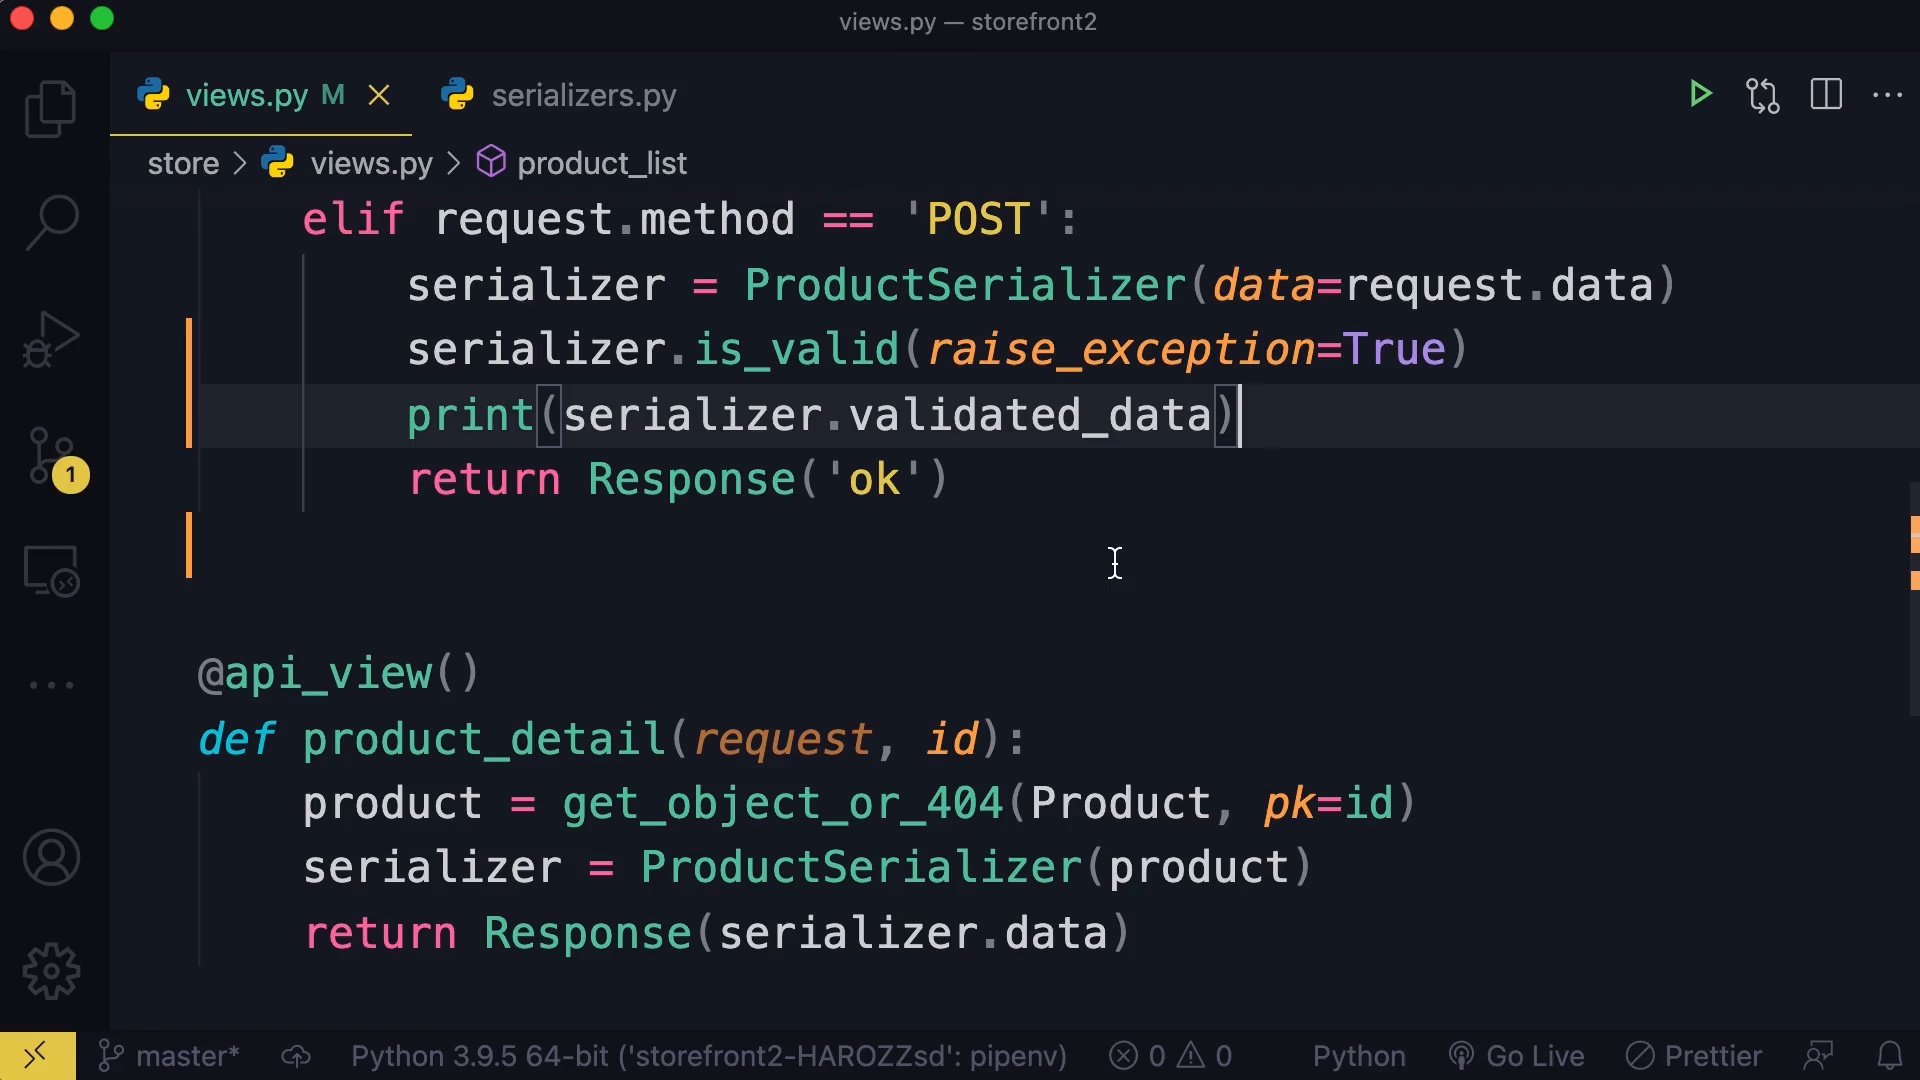 views.py — storefront2
views.py M serializers.py
store > views.py > product_list
elif request.method == 'POST':
serializer = ProductSerializer(data=request.data)
serializer.is_valid(raise_exception=True)
print(serializer.validated_data)
return Response('ok')
@api_view()
def product_detail(request, id):
product = get_object_or_404(Product, pk=id)
serializer = ProductSerializer(product)
return Response(serializer.data)
1
master* Python 3.9.5 64-bit ('storefront2-HAROZZsd': pipenv) 0 0 Python Go Live Prettier